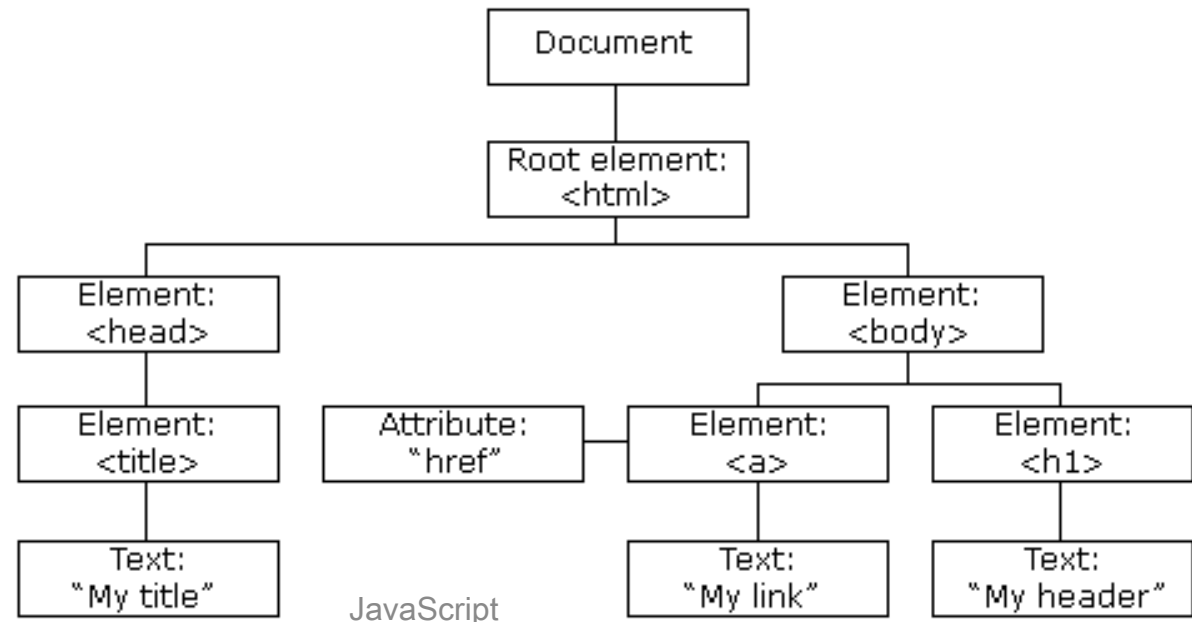 Document
Root element:
<html>
Element:
<head>
Element:
<body>
Element:
<title>
Attribute:
“href”
Element:
<a>
Element:
<h1>
Text:
“My title”
Text:
“My link”
Text:
“My header”
JavaScript